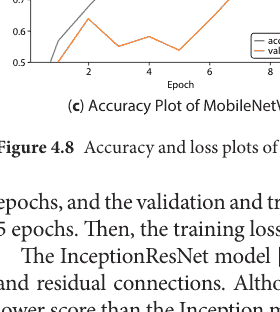 0.7
0.6
0.5
2 4 6 8
Epoch
acc
val
(c) Accuracy Plot of MobileNetV
Figure 4.8 Accuracy and loss plots of
epochs, and the validation and tr
5 epochs. Then, the training loss
The InceptionResNet model [
and residual connections. Altho
lower score than the Inception m